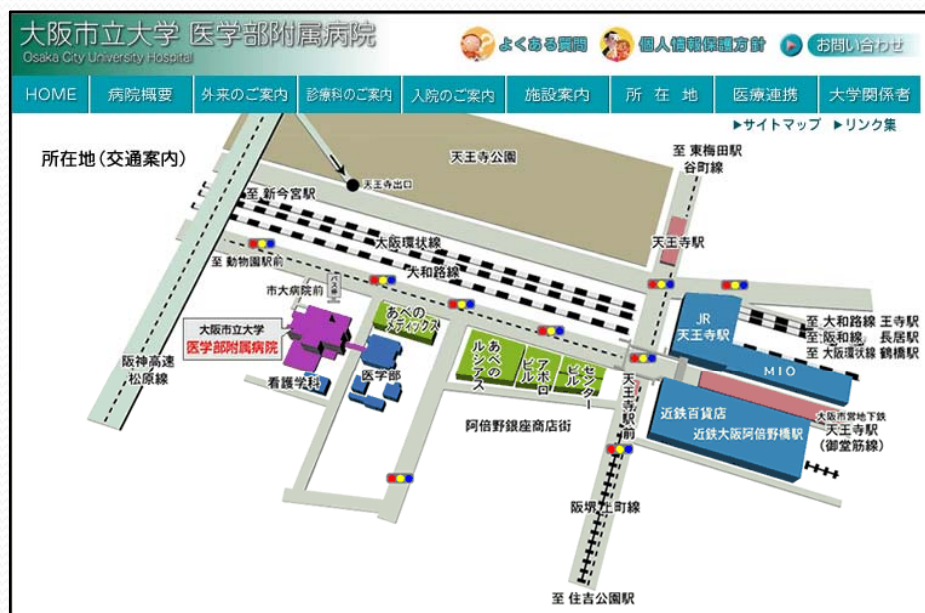 大阪市立大学 医学部附属病院
Osaka City University Hospital
よくある質問
個人情報保護方針
お問い合わせ
HOME
病院概要
外来のご案内
診療科のご案内
入院のご案内
施設案内
所在地
医療連携
大学関係者
▶サイトマップ ▶リンク集
所在地(交通案内)
天王寺公園
至 東梅田駅
谷町線
天王寺出口
至 新今宮駅
大阪環状線
天王寺駅
大和路線
至 動物園駅前
市大病院前
バス停
あべの
メディックス
大阪市立大学
医学部附属病院
JR
天王寺駅
至 大和路線 王寺駅
至 阪和線 長居駅
至 大阪環状線 鶴橋駅
MIO
阪神高速
松原線
看護学科
医学部
あべの
ルシアス
アポロ
ビル
センター
ビル
天王寺駅前
近鉄百貨店
近鉄大阪阿倍野橋駅
大阪市営地下鉄
天王寺駅
(御堂筋線)
阿倍野銀座商店街
阪堺上町線
至 住吉公園駅